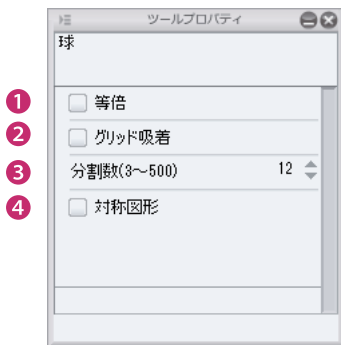 ツールプロパティ
球
1 等倍
2 グリッド吸着
3 分割数(3～500) 12
4 対称図形